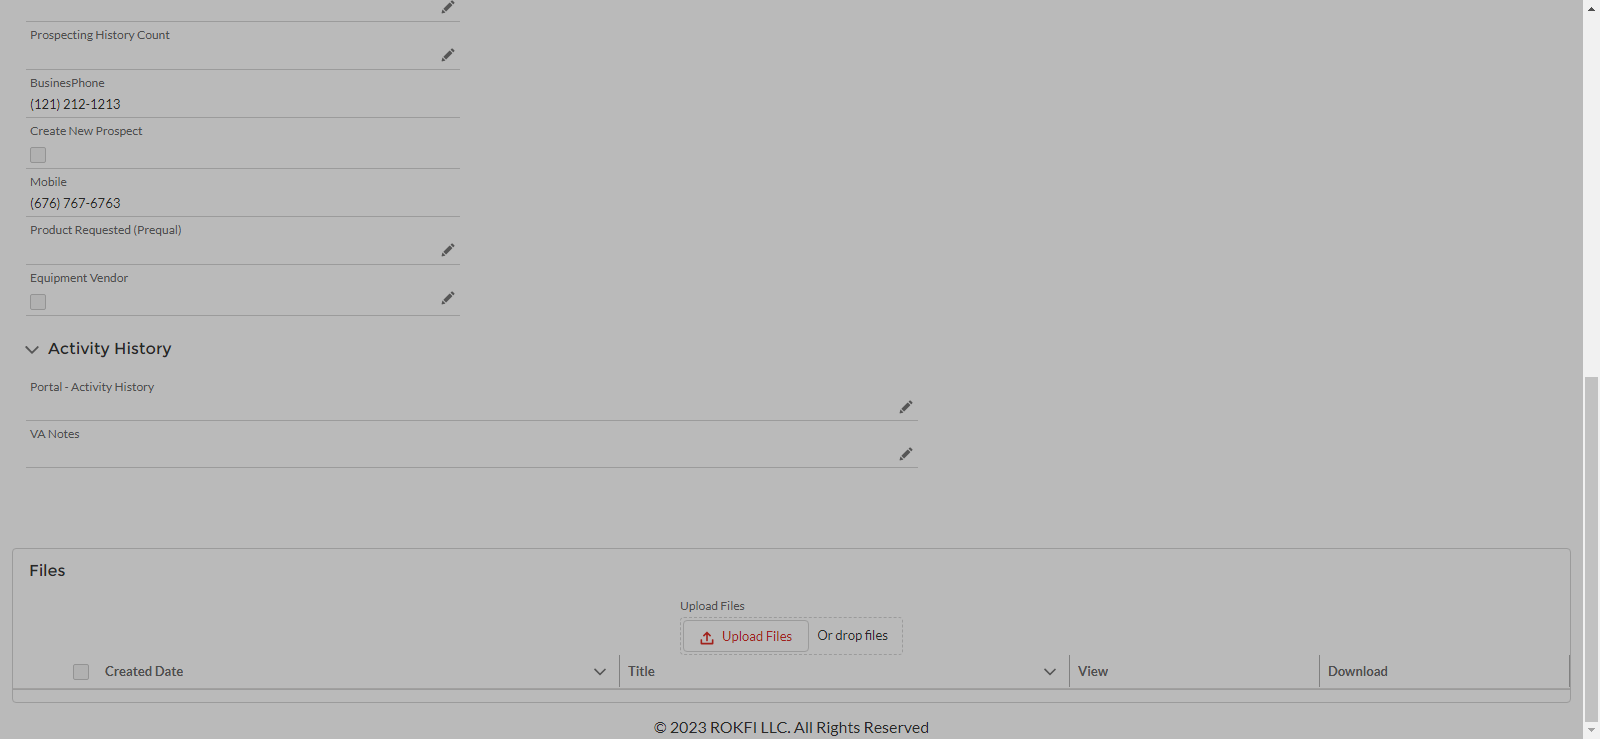 Prospecting History Count
BusinesPhone
(121) 212-1213
Create New Prospect
Mobile
(676) 767-6763
Product Requested (Prequal)
Equipment Vendor
Activity History
Portal - Activity History
VA Notes
Files
Upload Files
Upload Files Or drop files
Created Date Title View Download
© 2023 ROKFI LLC. All Rights Reserved